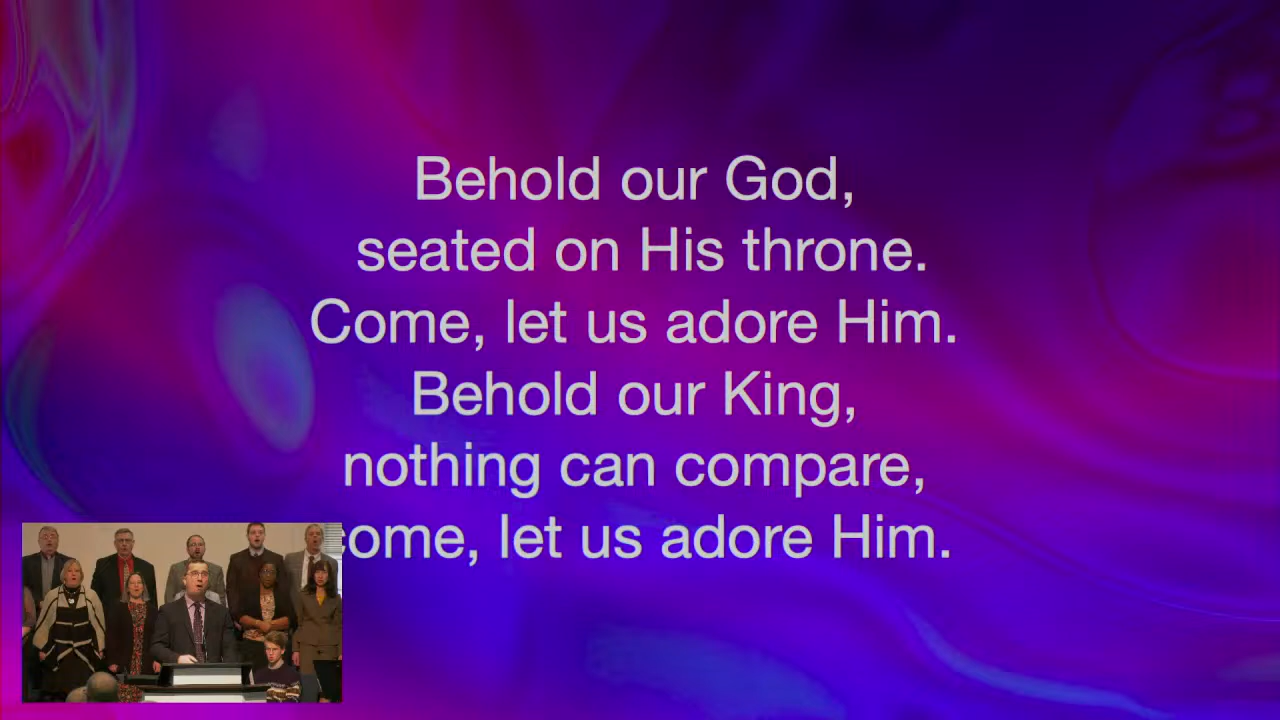 Behold our God,
seated on His throne.
Come, let us adore Him.
Behold our King,
nothing can compare,
come, let us adore Him.